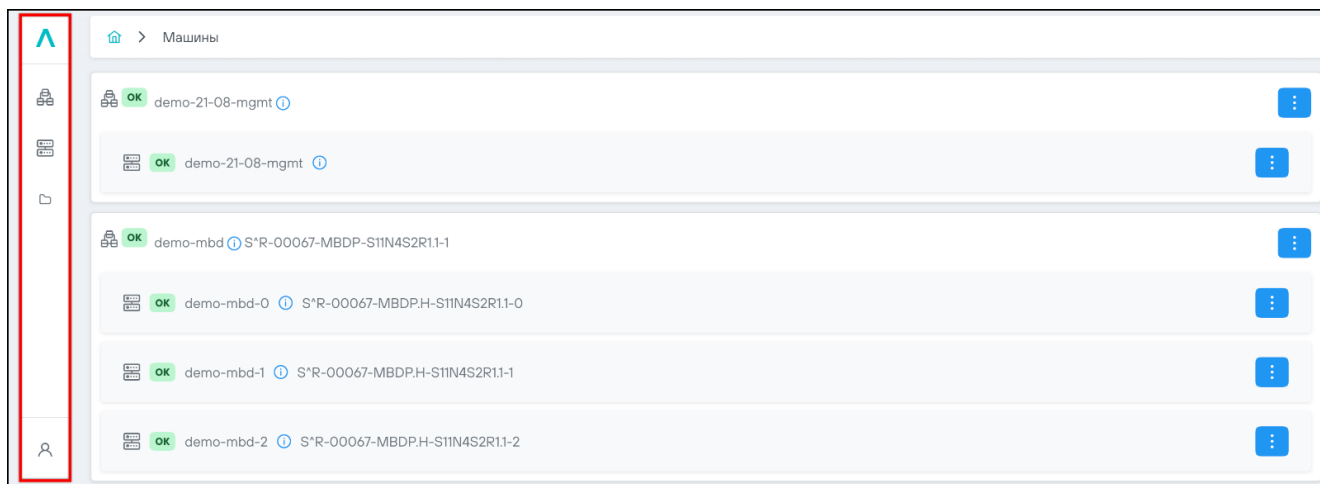 Машины
OK demo-21-08-mgmt
OK demo-21-08-mgmt
OK demo-mbd S^R-00067-MBDP-S11N4S2R1.1-1
OK demo-mbd-0 S^R-00067-MBDP.H-S11N4S2R1.1-0
OK demo-mbd-1 S^R-00067-MBDP.H-S11N4S2R1.1-1
OK demo-mbd-2 S^R-00067-MBDP.H-S11N4S2R1.1-2